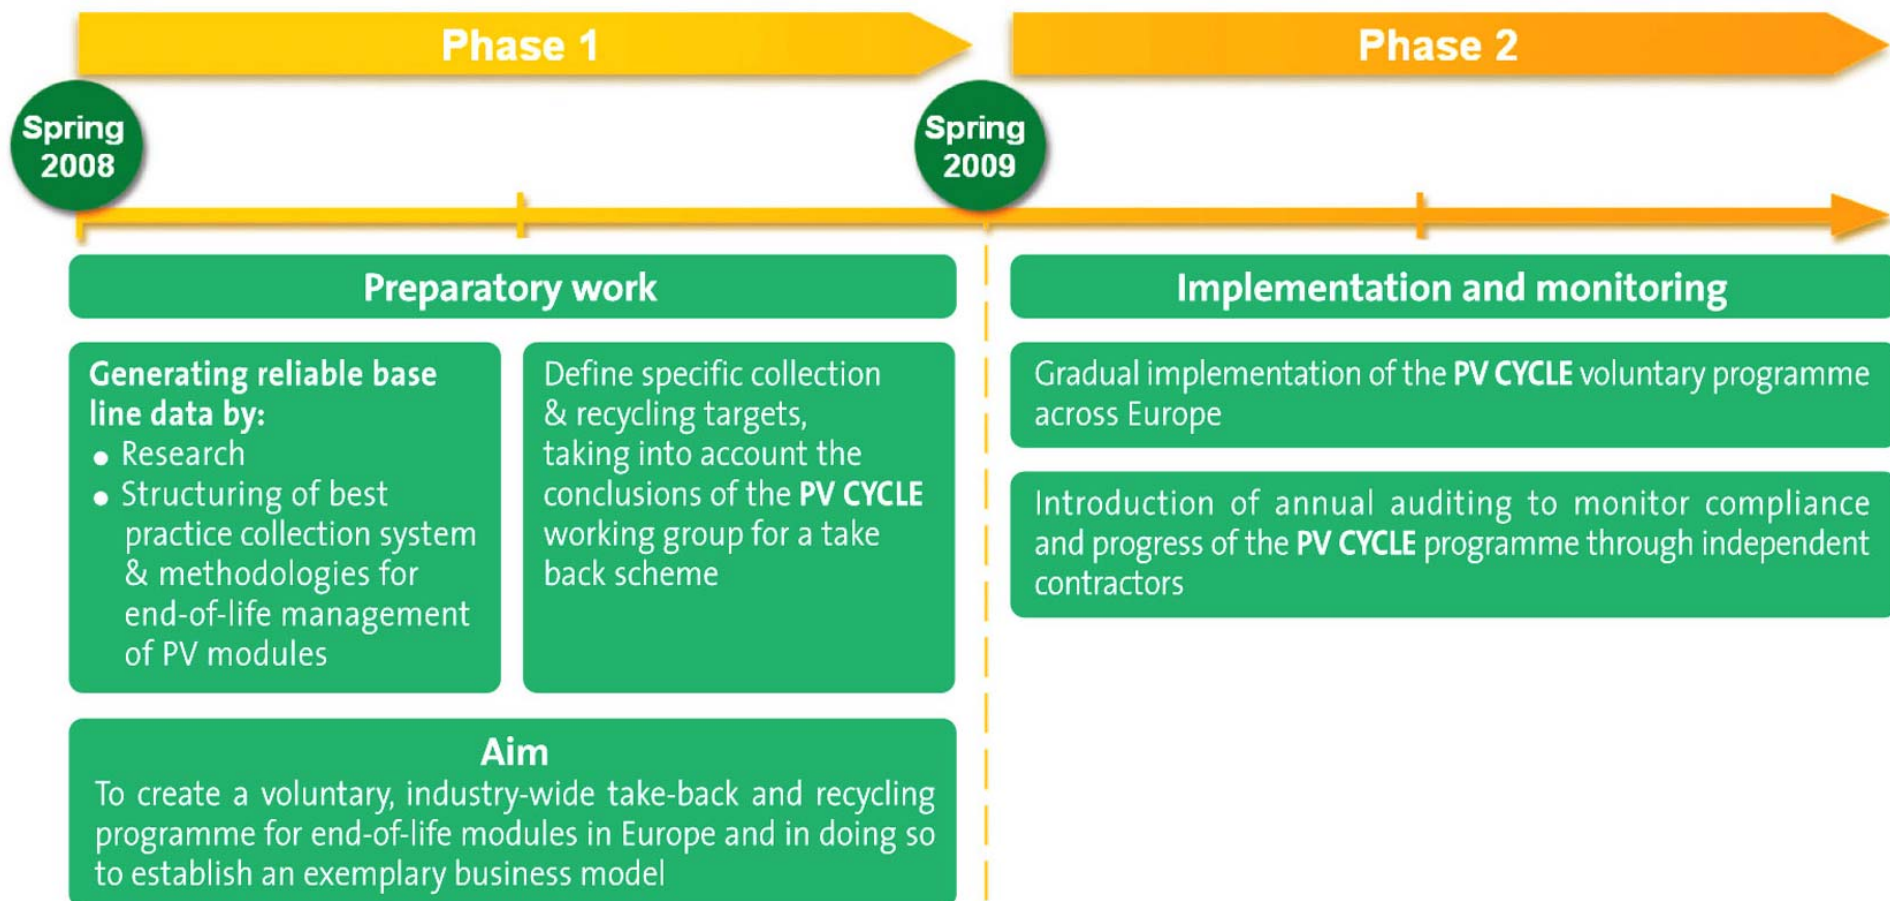 Phase 1
Phase 2
Spring
2008
Spring
2009
Preparatory work
Implementation and monitoring
Generating reliable base
line data by:
● Research
● Structuring of best
practice collection system
& methodologies for
end-of-life management
of PV modules
Define specific collection
& recycling targets,
taking into account the
conclusions of the PV CYCLE
working group for a take
back scheme
Gradual implementation of the PV CYCLE voluntary programme
across Europe
Introduction of annual auditing to monitor compliance
and progress of the PV CYCLE programme through independent
contractors
Aim
To create a voluntary, industry-wide take-back and recycling
programme for end-of-life modules in Europe and in doing so
to establish an exemplary business model